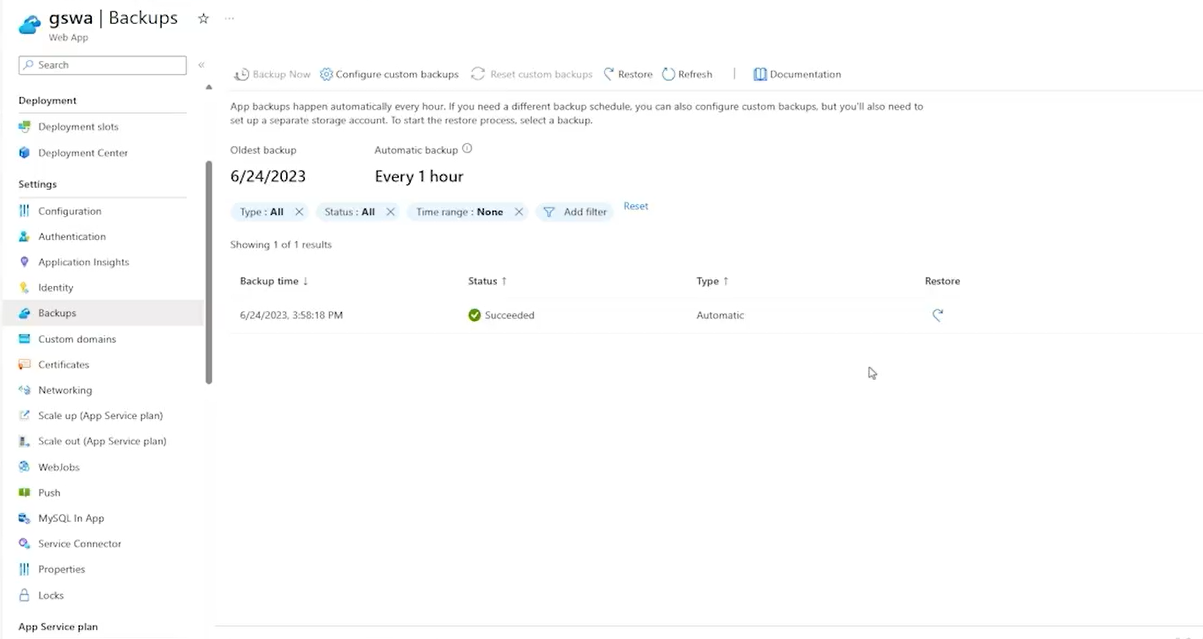 gswa | Backups
Web App
Search
Deployment
Deployment slots
Deployment Center
Settings
Configuration
Authentication
Application Insights
Identity
Backups
Custom domains
Certificates
Networking
Scale up (App Service plan)
Scale out (App Service plan)
WebJobs
Push
MySQL In App
Service Connector
Properties
Locks
App Service plan
Backup Now Configure custom backups Reset custom backups Restore Refresh Documentation
App backups happen automatically every hour. If you need a different backup schedule, you can also configure custom backups, but you'll also need to
set up a separate storage account. To start the restore process, select a backup.
Oldest backup Automatic backup
6/24/2023 Every 1 hour
Type : All Status : All Time range : None Add filter Reset
Showing 1 of 1 results
Backup time ↓ Status ↑ Type ↑ Restore
6/24/2023, 3:58:18 PM Succeeded Automatic